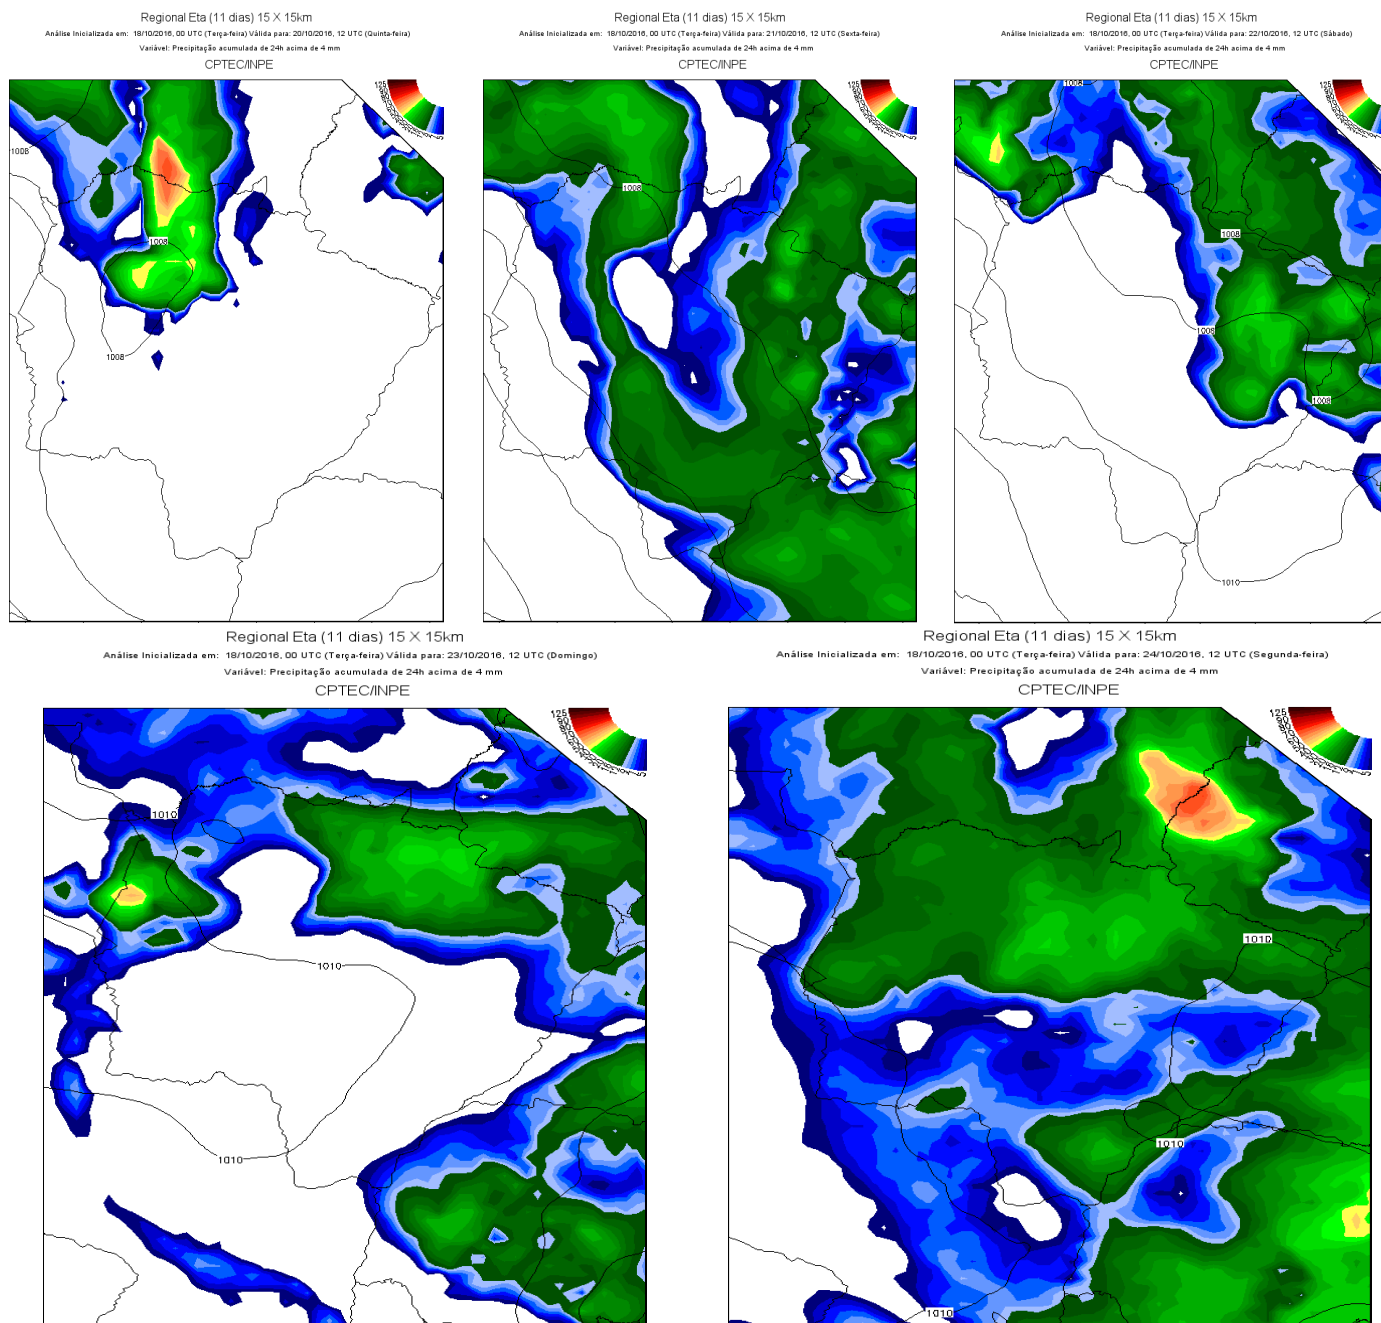 Regional Eta (11 dias) 15 X 15km
Análise Inicializada em: 18/10/2016, 00 UTC (Terça-feira) Válida para: 20/10/2016, 12 UTC (Quinta-feira)
Variável: Precipitação acumulada de 24h acima de 4 mm
CPTEC/INPE
125
1008
1008
1008
Regional Eta (11 dias) 15 X 15km
Análise Inicializada em: 18/10/2016, 00 UTC (Terça-feira) Válida para: 21/10/2016, 12 UTC (Sexta-feira)
Variável: Precipitação acumulada de 24h acima de 4 mm
CPTEC/INPE
125
1008
Regional Eta (11 dias) 15 X 15km
Análise Inicializada em: 18/10/2016, 00 UTC (Terça-feira) Válida para: 22/10/2016, 12 UTC (Sábado)
Variável: Precipitação acumulada de 24h acima de 4 mm
CPTEC/INPE
125
1008
1008
1008
1010
Regional Eta (11 dias) 15 X 15km
Análise Inicializada em: 18/10/2016, 00 UTC (Terça-feira) Válida para: 23/10/2016, 12 UTC (Domingo)
Variável: Precipitação acumulada de 24h acima de 4 mm
CPTEC/INPE
125
1010
1010
1010
Regional Eta (11 dias) 15 X 15km
Análise Inicializada em: 18/10/2016, 00 UTC (Terça-feira) Válida para: 24/10/2016, 12 UTC (Segunda-feira)
Variável: Precipitação acumulada de 24h acima de 4 mm
CPTEC/INPE
125
1010
1010
1010